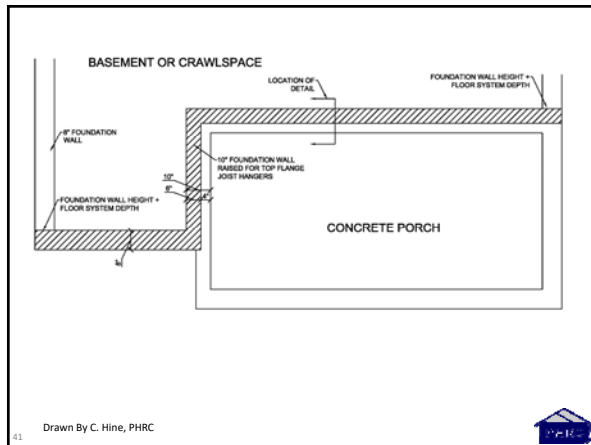 BASEMENT OR CRAWLSPACE
LOCATION OF
DETAIL
FOUNDATION WALL HEIGHT +
FLOOR SYSTEM DEPTH
8" FOUNDATION
WALL
10" FOUNDATION WALL
RAISED FOR TOP FLANGE
JOIST HANGERS
10"
6"
4"
FOUNDATION WALL HEIGHT +
FLOOR SYSTEM DEPTH
CONCRETE PORCH
Drawn By C. Hine, PHRC
41
PHRC